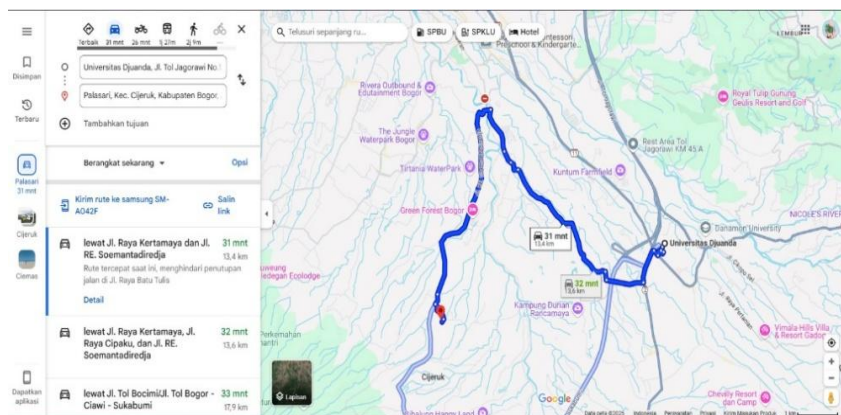 Terbaik
31 mnt
26 mnt
2j 9m
Disimpan
Terbaru
Palasari
31 mnt
Cijeruk
Ciemas
Dapatkan
aplikasi
Universitas Djuanda, Jl. Tol Jagorawi No.
Palasari, Kec. Cijeruk, Kabupaten Bogor,
Tambahkan tujuan
Berangkat sekarang
Opsi
Kirim rute ke samsung SM-
A042F
Salin
link
lewat Jl. Raya Kertamaya dan Jl.
RE. Soemantadiredja
31 mnt
13,4 km
Rute tercepat saat ini, menghindari penutupan
jalan di Jl. Raya Batu Tulis
Detail
lewat Jl. Raya Kertamaya, Jl.
Raya Cipaku, dan Jl. RE.
Soemantadiredja
32 mnt
13,6 km
lewat Jl. Tol Bocimi/Jl. Tol Bogor -
Ciawi - Sukabumi
33 mnt
17,9 km
Telusuri sepanjang ru...
SPBU
SPKLU
Hotel
Preschool & Kindergarte...
Rivera Outbound &
Edutainment Bogor
The Jungle
Waterpark Bogor
Tirtania WaterPark
Green Forest Bogor
Kuntum Farmfield
Rest Area Tol
Jagorawi KM 45 A
Royal Tulip Gunung
Geulis Resort and Golf
Danamon University
NICOLE'S RIVER
Universitas Djuanda
31 mnt
13,4 km
32 mnt
13,6 km
Kampung Durian
Rancamaya
Vimala Hills Villa
& Resort Gadog
Chevilly Resort
dan Camp
Cijeruk
Lapisan
Google